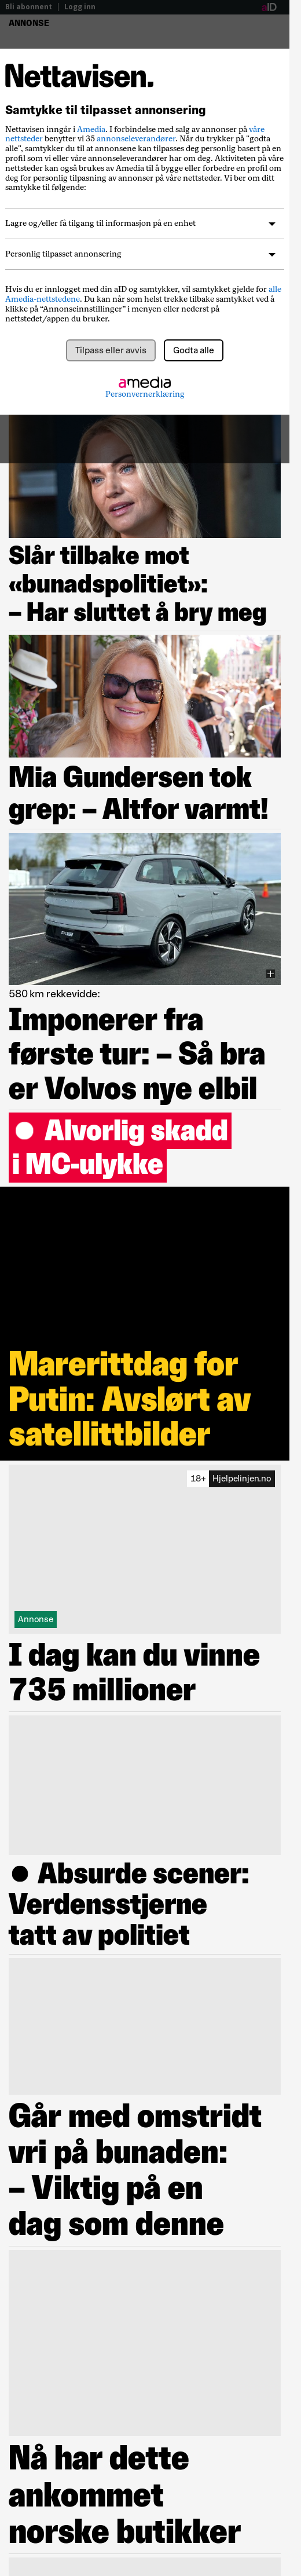 Bli abonnent | Logg inn
aID
ANNONSE
Nettavisen.
Samtykke til tilpasset annonsering
Nettavisen inngår i Amedia. I forbindelse med salg av annonser på våre
nettsteder benytter vi 35 annonseleverandører. Når du trykker på "godta
alle", samtykker du til at annonsene kan tilpasses deg personlig basert på en
profil som vi eller våre annonseleverandører har om deg. Aktiviteten på våre
nettsteder kan også brukes av Amedia til å bygge eller forbedre en profil om
deg for personlig tilpasning av annonser på våre nettsteder. Vi ber om ditt
samtykke til følgende:
Lagre og/eller få tilgang til informasjon på en enhet
Personlig tilpasset annonsering
Hvis du er innlogget med din aID og samtykker, vil samtykket gjelde for alle
Amedia-nettstedene. Du kan når som helst trekke tilbake samtykket ved å
klikke på “Annonseinnstillinger” i menyen eller nederst på
nettstedet/appen du bruker.
Tilpass eller avvis
Godta alle
amedia
Personvernerklæring
Slår tilbake mot
«bunadspolitiet»:
– Har sluttet å bry meg
Mia Gundersen tok
grep: – Altfor varmt!
580 km rekkevidde:
Imponerer fra
første tur: – Så bra
er Volvos nye elbil
● Alvorlig skadd
i MC-ulykke
Marerittdag for
Putin: Avslørt av
satellittbilder
18+ Hjelpelinjen.no
Annonse
I dag kan du vinne
735 millioner
● Absurde scener:
Verdensstjerne
tatt av politiet
Går med omstridt
vri på bunaden:
– Viktig på en
dag som denne
Nå har dette
ankommet
norske butikker